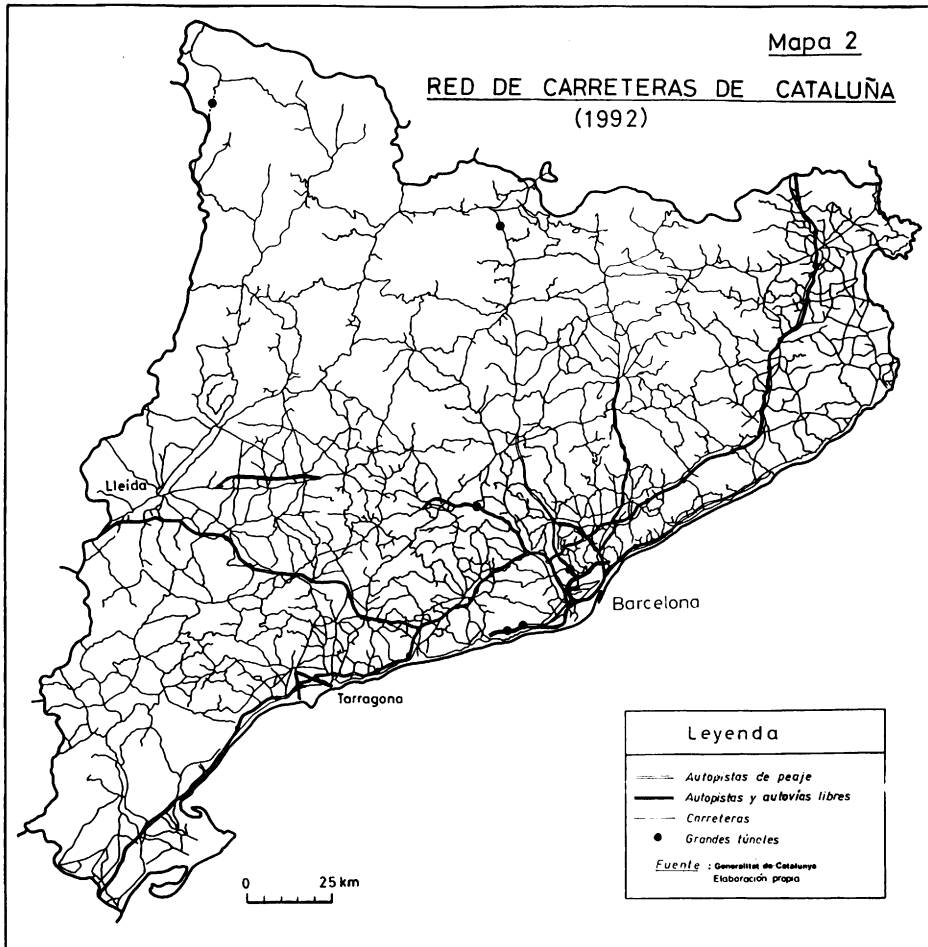 Mapa 2
RED DE CARRETERAS DE CATALUÑA
(1992)
Lleida
Barcelona
Tarragona
Leyenda
Autopistas de peaje
Autopistas y autovías libres
Carreteras
Grandes túneles
Fuente : Generalitat de Catalunya
Elaboración propia
0 25 km